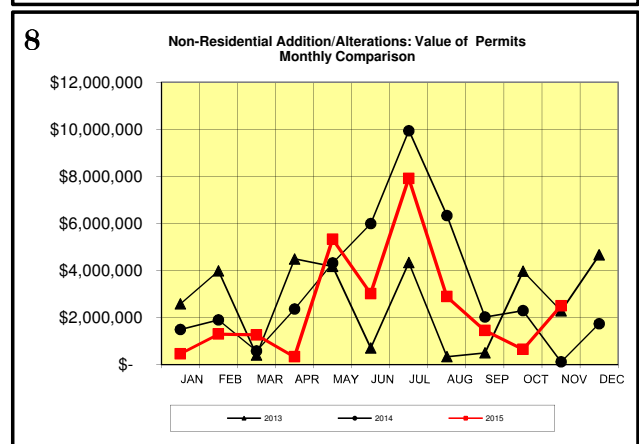 8
Non-Residential Addition/Alterations: Value of Permits
Monthly Comparison
$12,000,000
$10,000,000
$8,000,000
$6,000,000
$4,000,000
$2,000,000
$-
JAN FEB MAR APR MAY JUN JUL AUG SEP OCT NOV DEC
2013 2014 2015